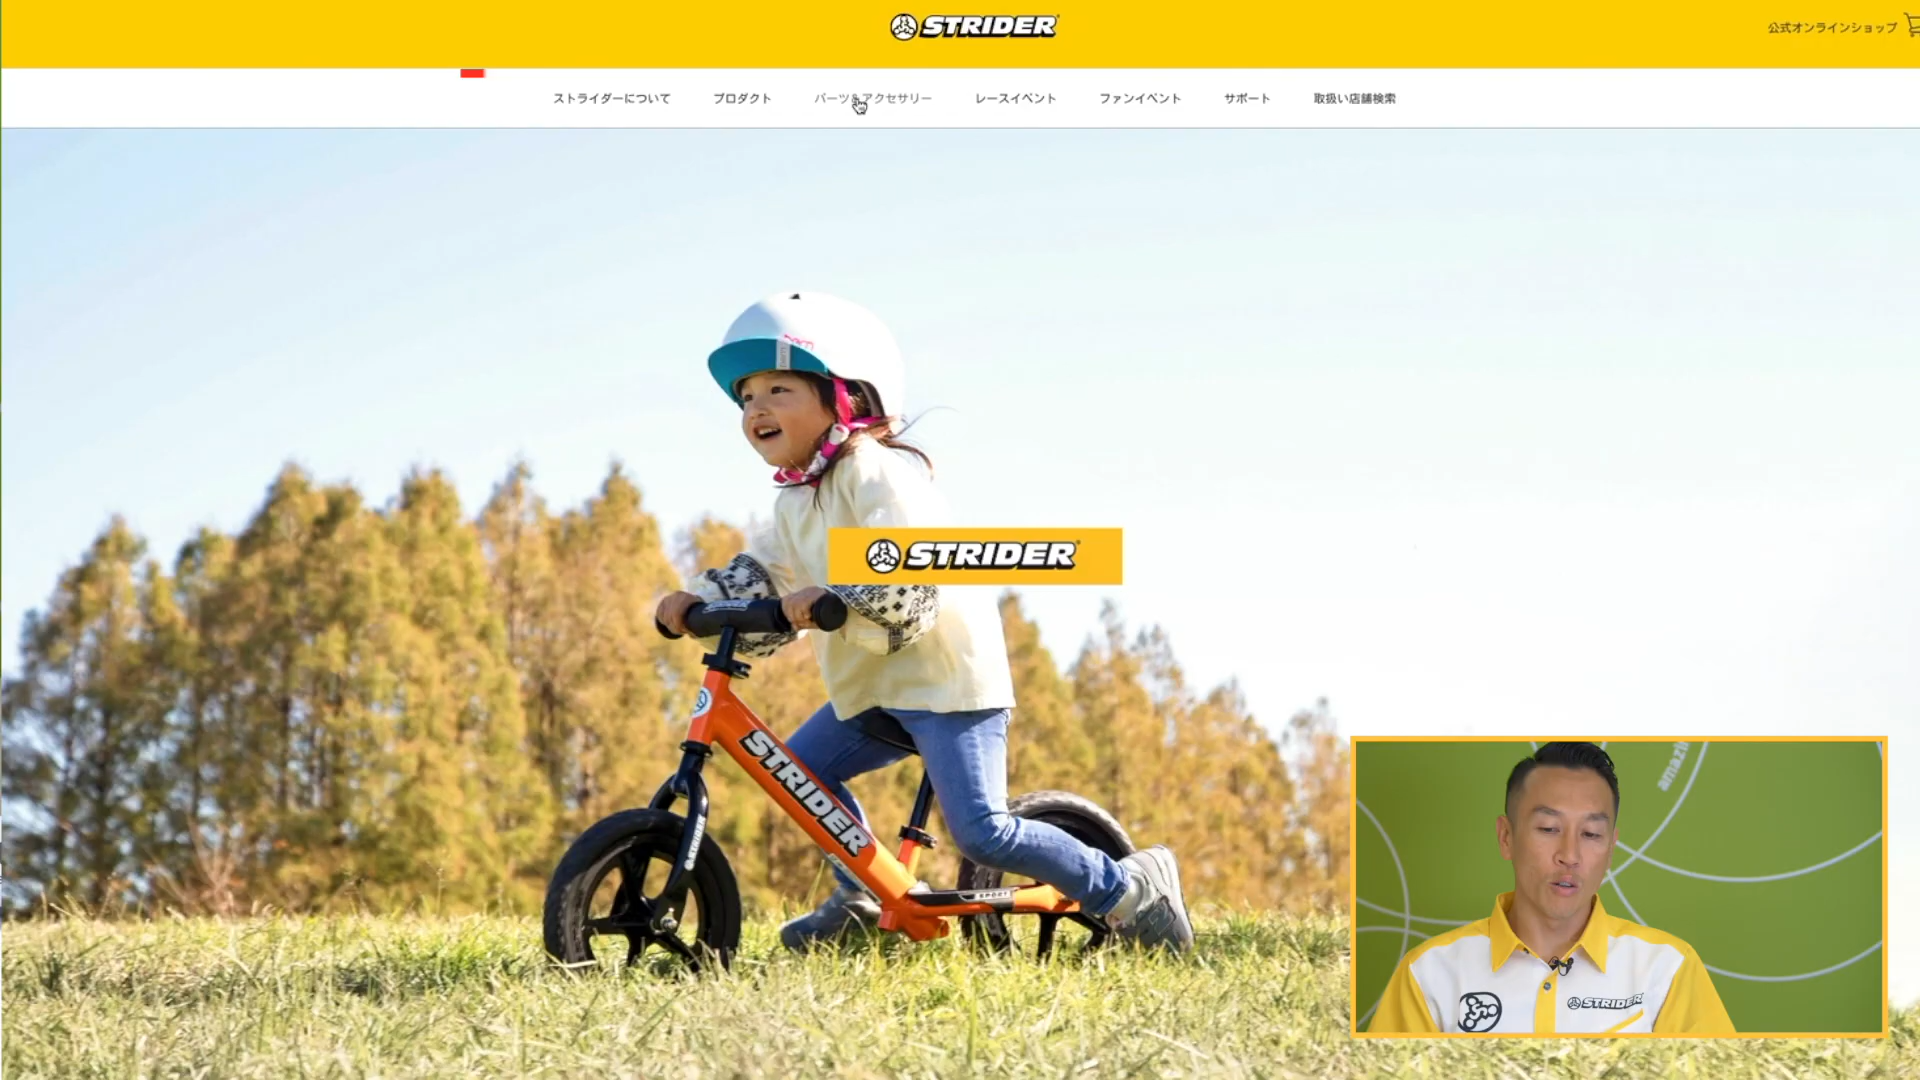 STRIDER
公式オンラインショップ
ストライダーについて
プロダクト
パーツ&アクセサリー
レースイベント
ファンイベント
サポート
取扱い店舗検索
STRIDER
STRIDER
STRIDER
SPORT
STRIDER